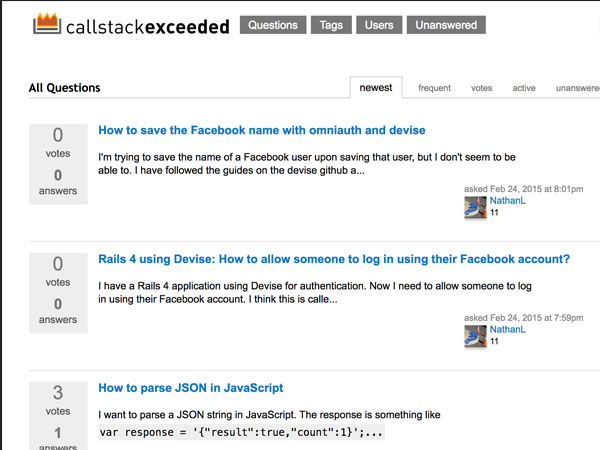 callstackexceeded
Questions Tags Users Unanswered
All Questions
newest frequent votes active
0
votes
0
answers
How to save the Facebook name with omniauth and devise
I'm trying to save the name of a Facebook user upon saving that user, but I don't seem to be
able to. I have followed the guides on the devise github a...
asked Feb 24, 2015 at 8:01pm
NathanL
11
0
votes
0
answers
Rails 4 using Devise: How to allow someone to log in using their Facebook account?
I have a Rails 4 application using Devise for authentication. Now I need to allow someone to log
in using their Facebook account. I think this is calle...
asked Feb 24, 2015 at 7:59pm
NathanL
11
3
votes
1
answers
How to parse JSON in JavaScript
I want to parse a JSON string in JavaScript. The response is something like
var response = '{"result":true,"count":1}';...